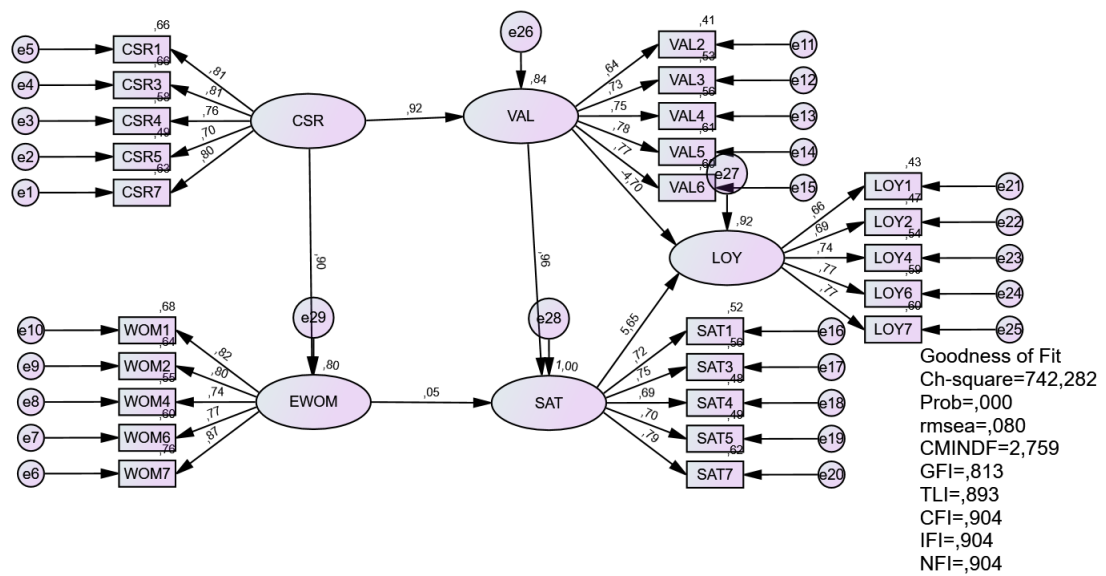 e5
,66
CSR1
,81
e4
,66
CSR3
,81
e3
,58
CSR4
,76
e2
,49
CSR5
,70
e1
,63
CSR7
,80
CSR
,92
,90
e26
,84
VAL
,41
VAL2
e11
,64
,53
VAL3
e12
,73
,56
VAL4
e13
,75
,61
VAL5
e14
,78
,60
VAL6
e15
,77
-4,70
,96
e27
,92
LOY
,43
LOY1
e21
,66
,47
LOY2
e22
,69
,54
LOY4
e23
,74
,59
LOY6
e24
,77
,60
LOY7
e25
,77
e10
,68
WOM1
,82
e9
,64
WOM2
,80
e8
,55
WOM4
,74
e7
,60
WOM6
,77
e6
,76
WOM7
,87
e29
,80
EWOM
,05
e28
1,00
SAT
5,65
,52
SAT1
e16
,72
,56
SAT3
e17
,75
,48
SAT4
e18
,69
,49
SAT5
e19
,70
,62
SAT7
e20
,79
Goodness of Fit
Ch-square=742,282
Prob=,000
rmsea=,080
CMINDF=2,759
GFI=,813
TLI=,893
CFI=,904
IFI=,904
NFI=,904